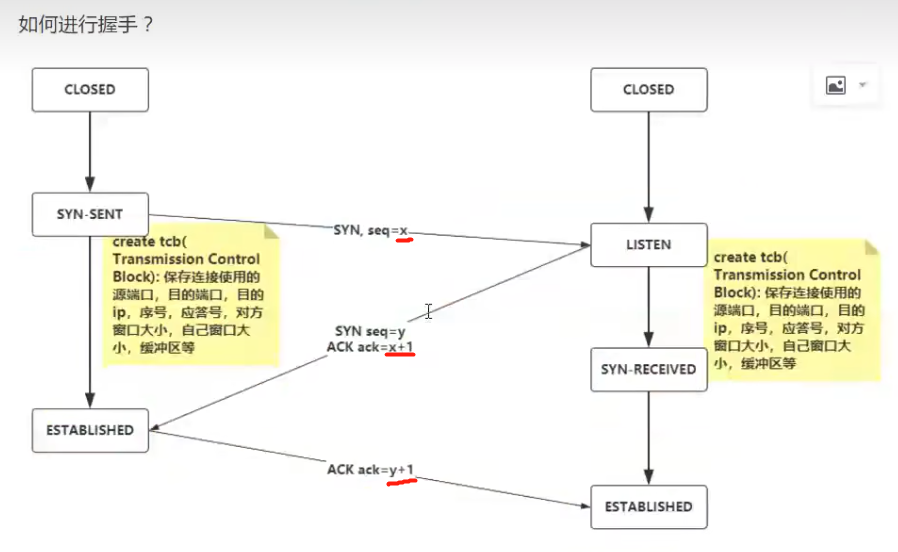 如何进行握手？
CLOSED
CLOSED
SYN-SENT
SYN, seq=x
LISTEN
create tcb(
Transmission Control
Block): 保存连接使用的
源端口，目的端口，目的
ip，序号，应答号，对方
窗口大小，自己窗口大
小，缓冲区等
create tcb(
Transmission Control
Block): 保存连接使用的
源端口，目的端口，目的
ip，序号，应答号，对方
窗口大小，自己窗口大
小，缓冲区等
SYN seq=y
ACK ack=x+1
SYN-RECEIVED
ESTABLISHED
ACK ack=y+1
ESTABLISHED